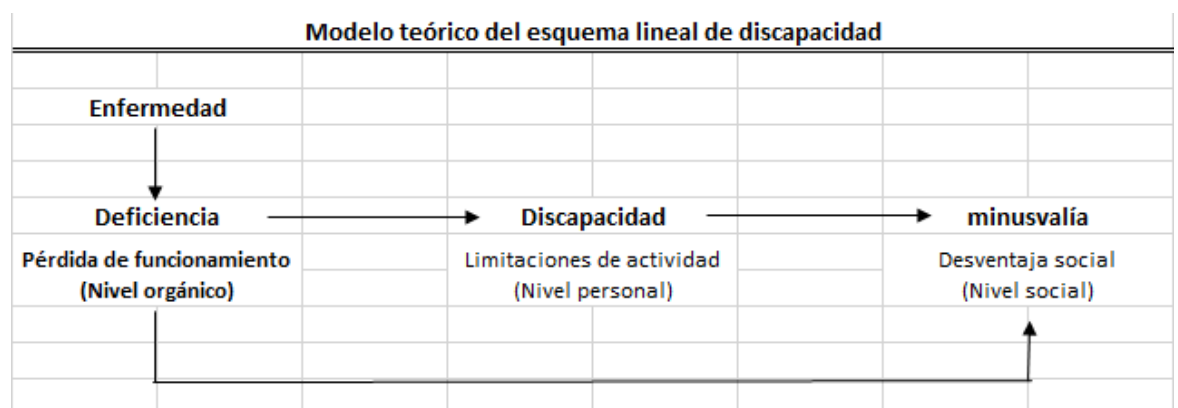 Modelo teórico del esquema lineal de discapacidad
Enfermedad
Deficiencia
Discapacidad
minusvalía
Pérdida de funcionamiento
(Nivel orgánico)
Limitaciones de actividad
(Nivel personal)
Desventaja social
(Nivel social)